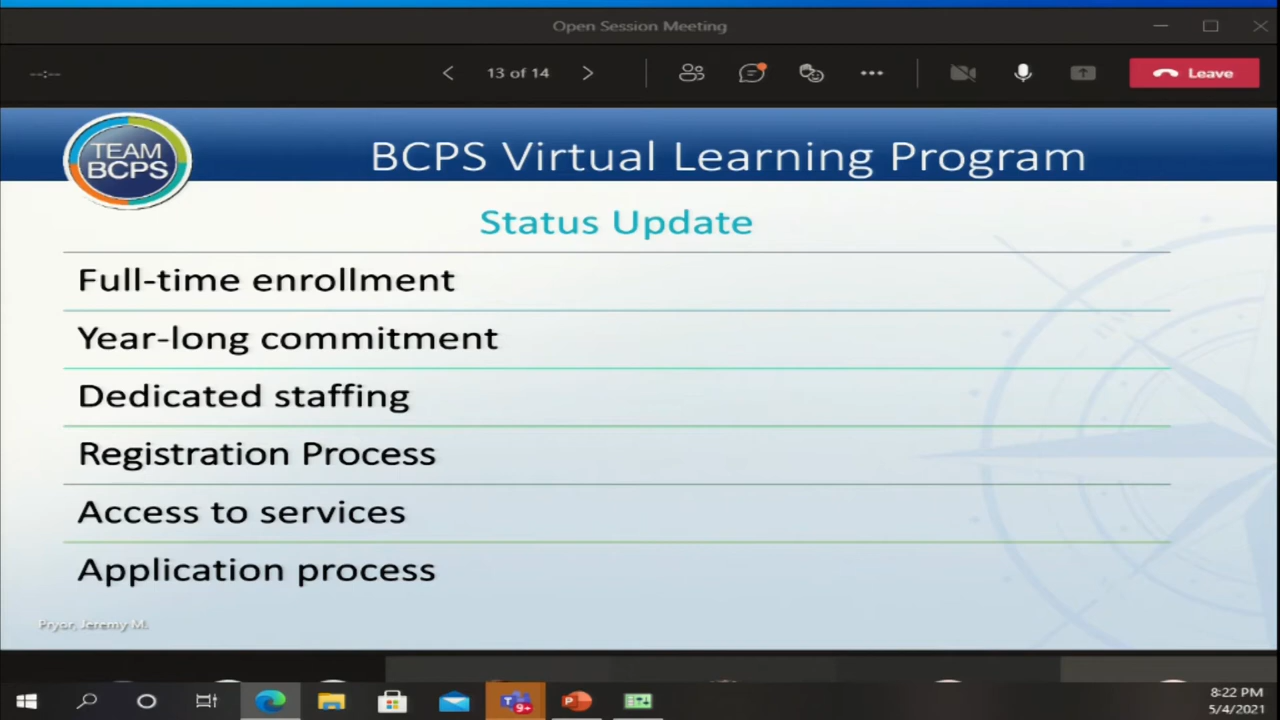 Open Session Meeting
--:--
13 of 14
Leave
TEAM
BCPS
BCPS Virtual Learning Program
Status Update
Full-time enrollment
Year-long commitment
Dedicated staffing
Registration Process
Access to services
Application process
Pryor, Jeremy M.
9+
8:22 PM
5/4/2021